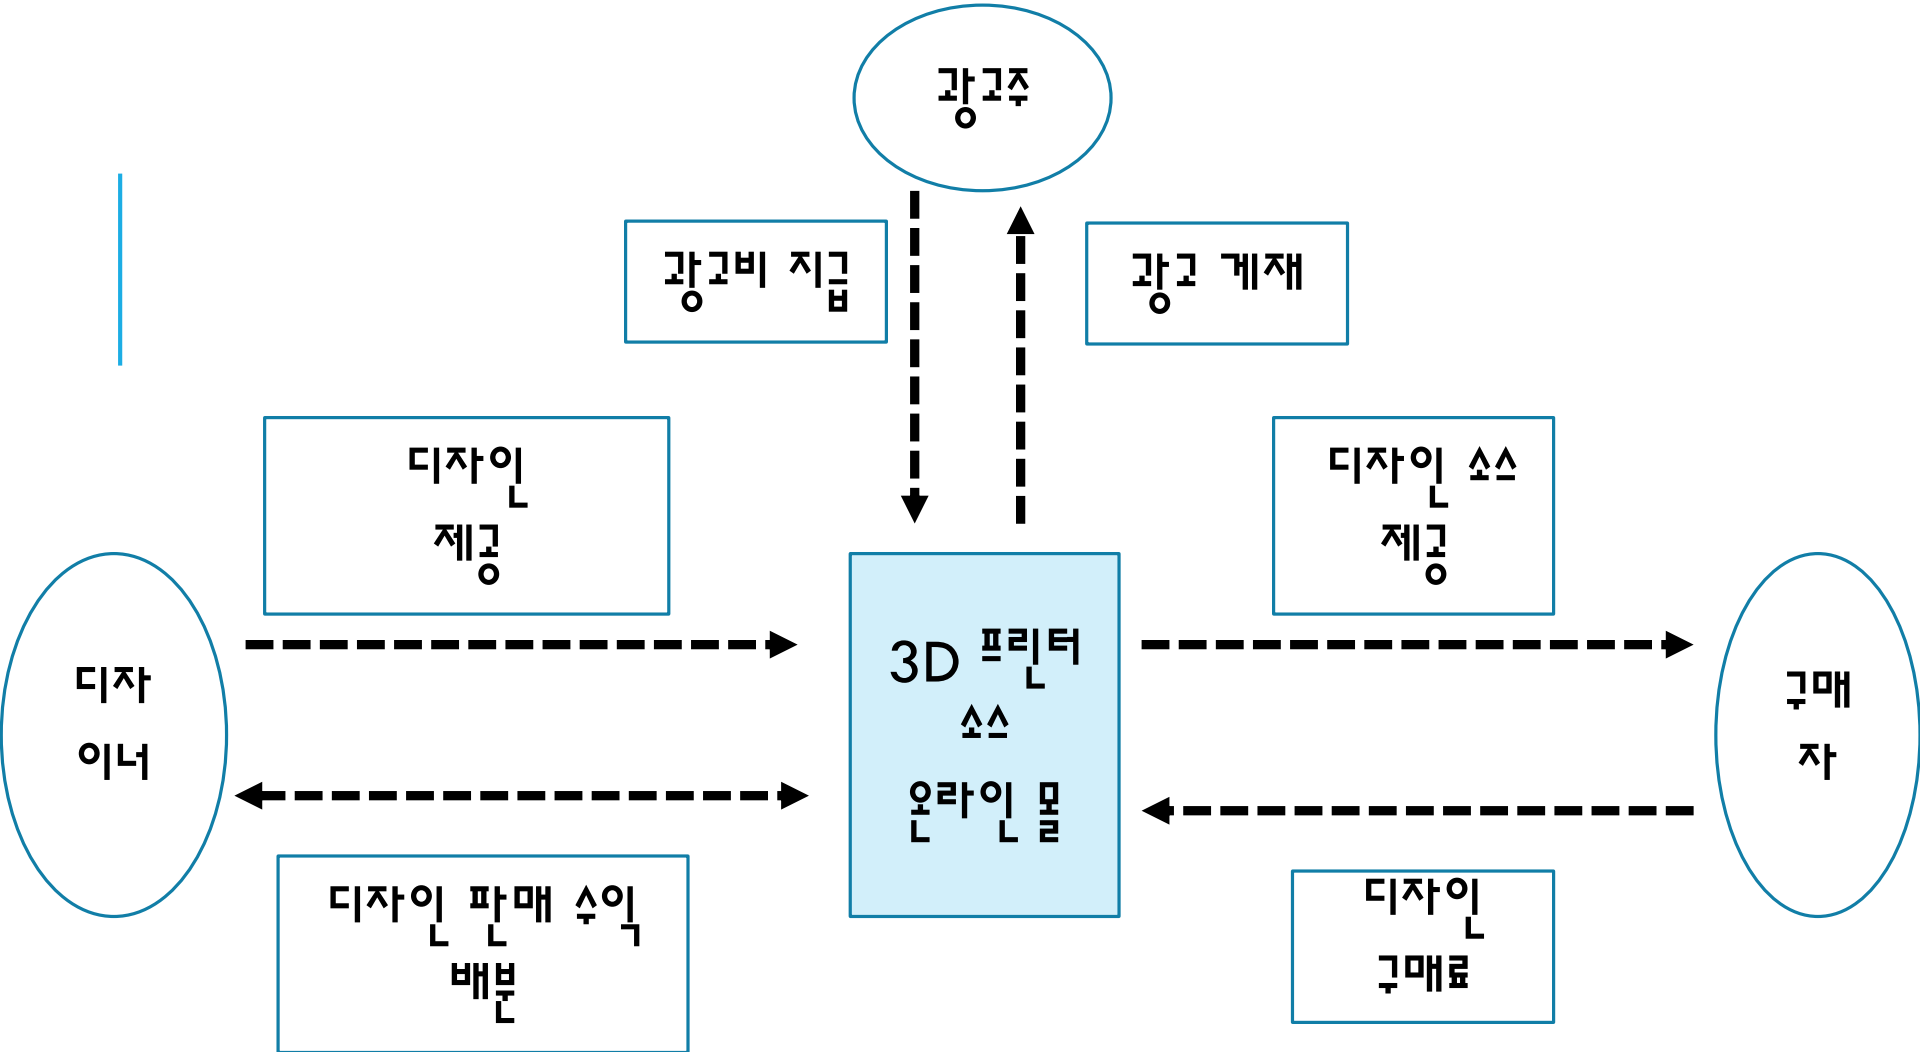 광고주
광고비 지급
광고 게재
디자인
제공
디자인 소스
제공
디자
이너
3D 프린터
소스
온라인 몰
구매
자
디자인 판매 수익
배분
디자인
구매료